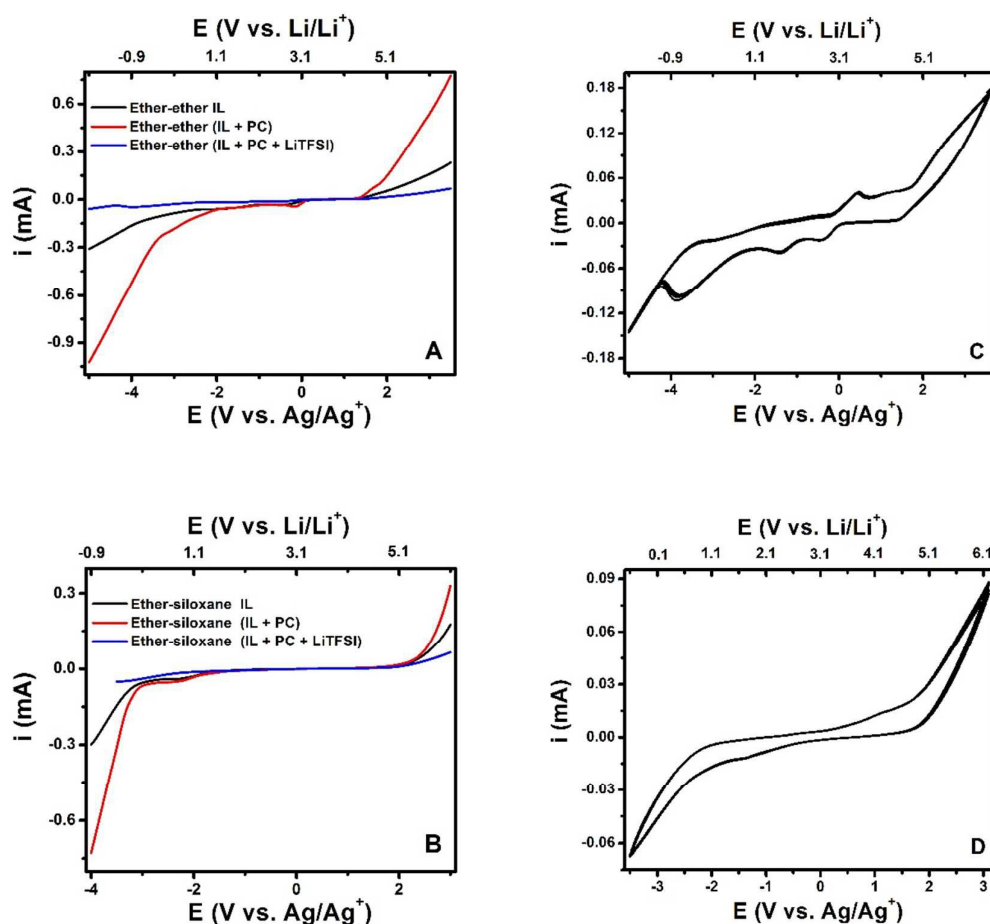 E (V vs. Li/Li⁺)
-0.9 1.1 3.1 5.1
0.6
0.3
0.0
-0.3
-0.6
-0.9
i (mA)
Ether-ether IL
Ether-ether (IL + PC)
Ether-ether (IL + PC + LiTFSI)
A
-4 -2 0 2
E (V vs. Ag/Ag⁺)
E (V vs. Li/Li⁺)
-0.9 1.1 3.1 5.1
0.18
0.12
0.06
0.00
-0.06
-0.12
-0.18
i (mA)
C
-4 -2 0 2
E (V vs. Ag/Ag⁺)
E (V vs. Li/Li⁺)
-0.9 1.1 3.1 5.1
0.3
0.0
-0.3
-0.6
i (mA)
Ether-siloxane IL
Ether-siloxane (IL + PC)
Ether-siloxane (IL + PC + LiTFSI)
B
-4 -2 0 2
E (V vs. Ag/Ag⁺)
E (V vs. Li/Li⁺)
0.1 1.1 2.1 3.1 4.1 5.1 6.1
0.09
0.06
0.03
0.00
-0.03
-0.06
i (mA)
D
-3 -2 -1 0 1 2 3
E (V vs. Ag/Ag⁺)